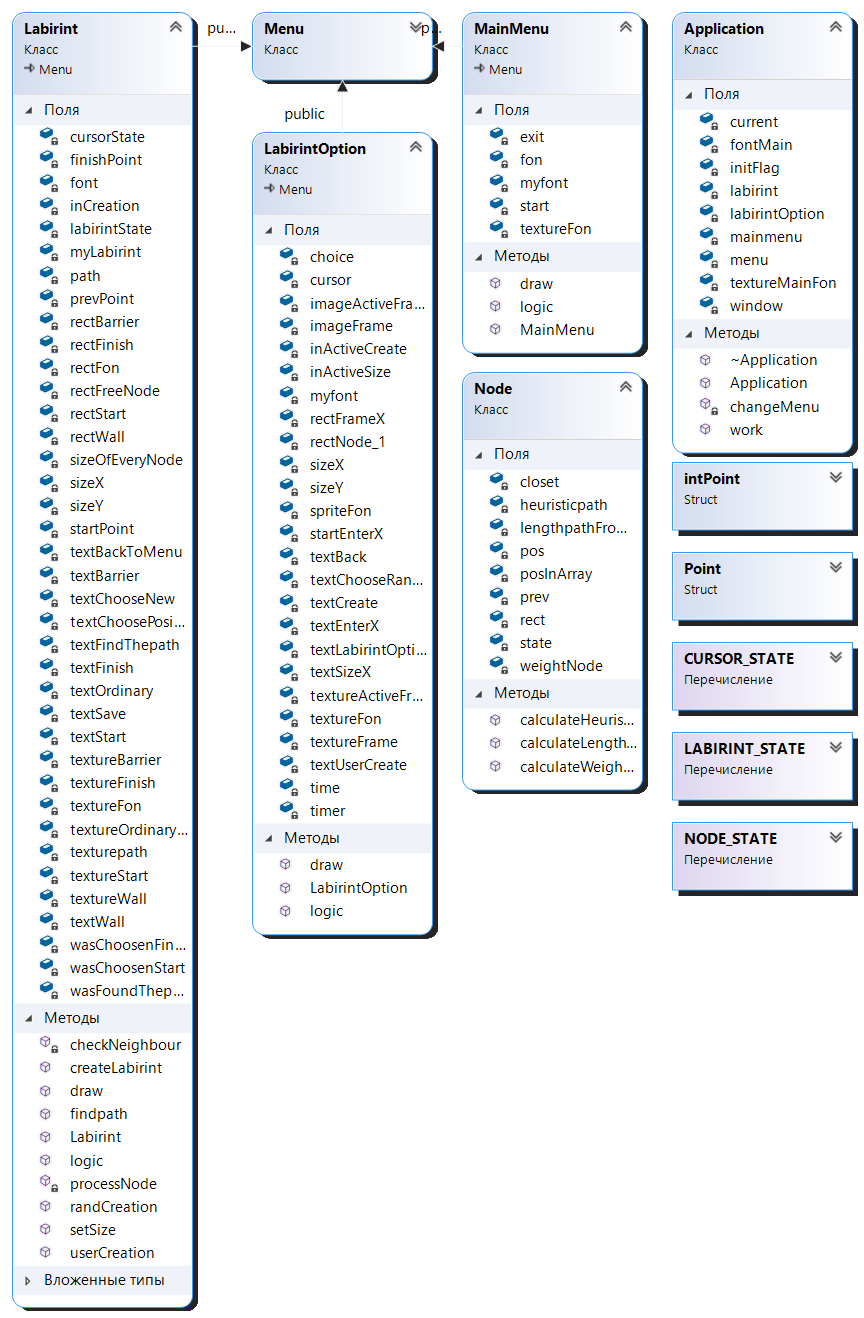 Labirint
Класс
Menu
Поля
cursorState
finishPoint
font
inCreation
labirintState
myLabirint
path
prevPoint
rectBarrier
rectFinish
rectFon
rectFreeNode
rectStart
rectWall
sizeOfEveryNode
sizeX
sizeY
startPoint
textBackToMenu
textBarrier
textChooseNew
textChoosePosi...
textFindThepath
textFinish
textOrdinary
textSave
textStart
textureBarrier
textureFinish
textureFon
textureOrdinary...
texturepath
textureStart
textureWall
textWall
wasChoosenFin...
wasChoosenStart
wasFoundThep...
Методы
checkNeighbour
createLabirint
draw
findpath
Labirint
logic
processNode
randCreation
setSize
userCreation
Вложенные типы
pu...
Menu
Класс
p...
public
LabirintOption
Класс
Menu
Поля
choice
cursor
imageActiveFra...
imageFrame
inActiveCreate
inActiveSize
myfont
rectFrameX
rectNode_1
sizeX
sizeY
spriteFon
startEnterX
textBack
textChooseRan...
textCreate
textEnterX
textLabirintOpti...
textSizeX
textureActiveFr...
textureFon
textureFrame
textUserCreate
time
timer
Методы
draw
LabirintOption
logic
MainMenu
Класс
Menu
Поля
exit
fon
myfont
start
textureFon
Методы
draw
logic
MainMenu
Node
Класс
Поля
closet
heuristicpath
lengthpathFro...
pos
posInArray
prev
rect
state
weightNode
Методы
calculateHeuris...
calculateLength...
calculateWeigh...
Application
Класс
Поля
current
fontMain
initFlag
labirint
labirintOption
mainmenu
menu
textureMainFon
window
Методы
~Application
Application
changeMenu
work
intPoint
Struct
Point
Struct
CURSOR_STATE
Перечисление
LABIRINT_STATE
Перечисление
NODE_STATE
Перечисление